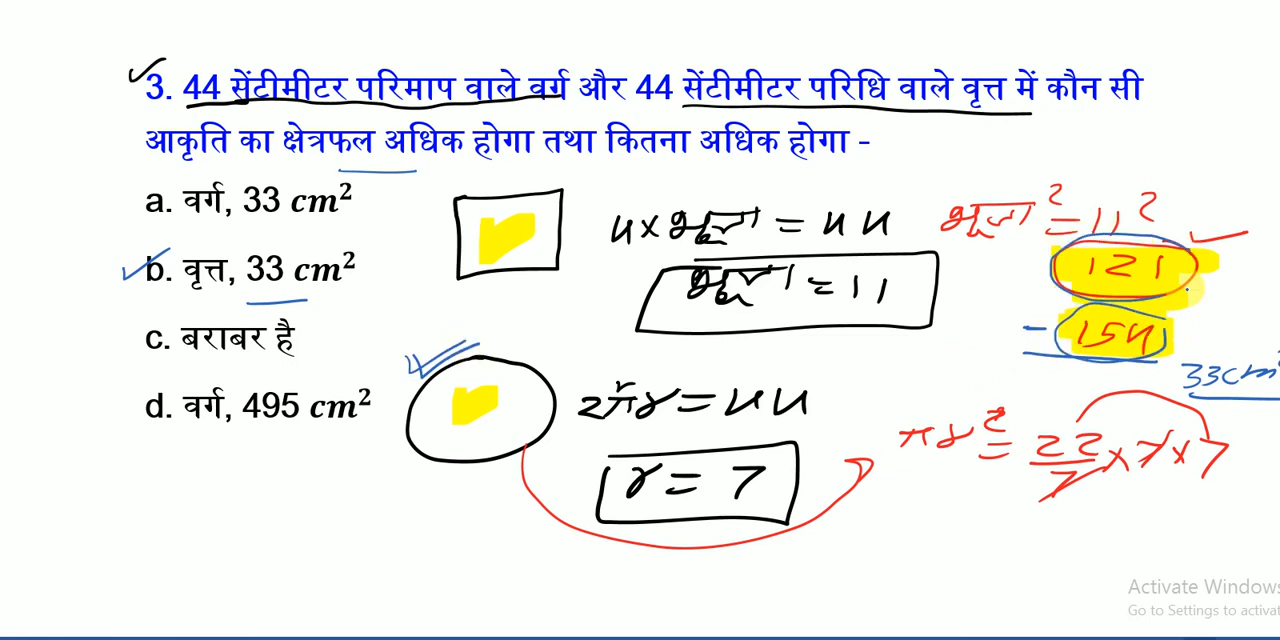 3. 44 सेंटीमीटर परिमाप वाले वर्ग और 44 सेंटीमीटर परिधि वाले वृत्त में कौन सी
आकृति का क्षेत्रफल अधिक होगा तथा कितना अधिक होगा -
a. वर्ग, 33 cm²
b. वृत्त, 33 cm²
c. बराबर है
d. वर्ग, 495 cm²
4 × भुजा = 44
भुजा = 11
भुजा² = 11²
121
- 154
33cm²
2πr = 44
r = 7
πr² = 22/7 × 7 × 7
Activate Windows
Go to Settings to activat